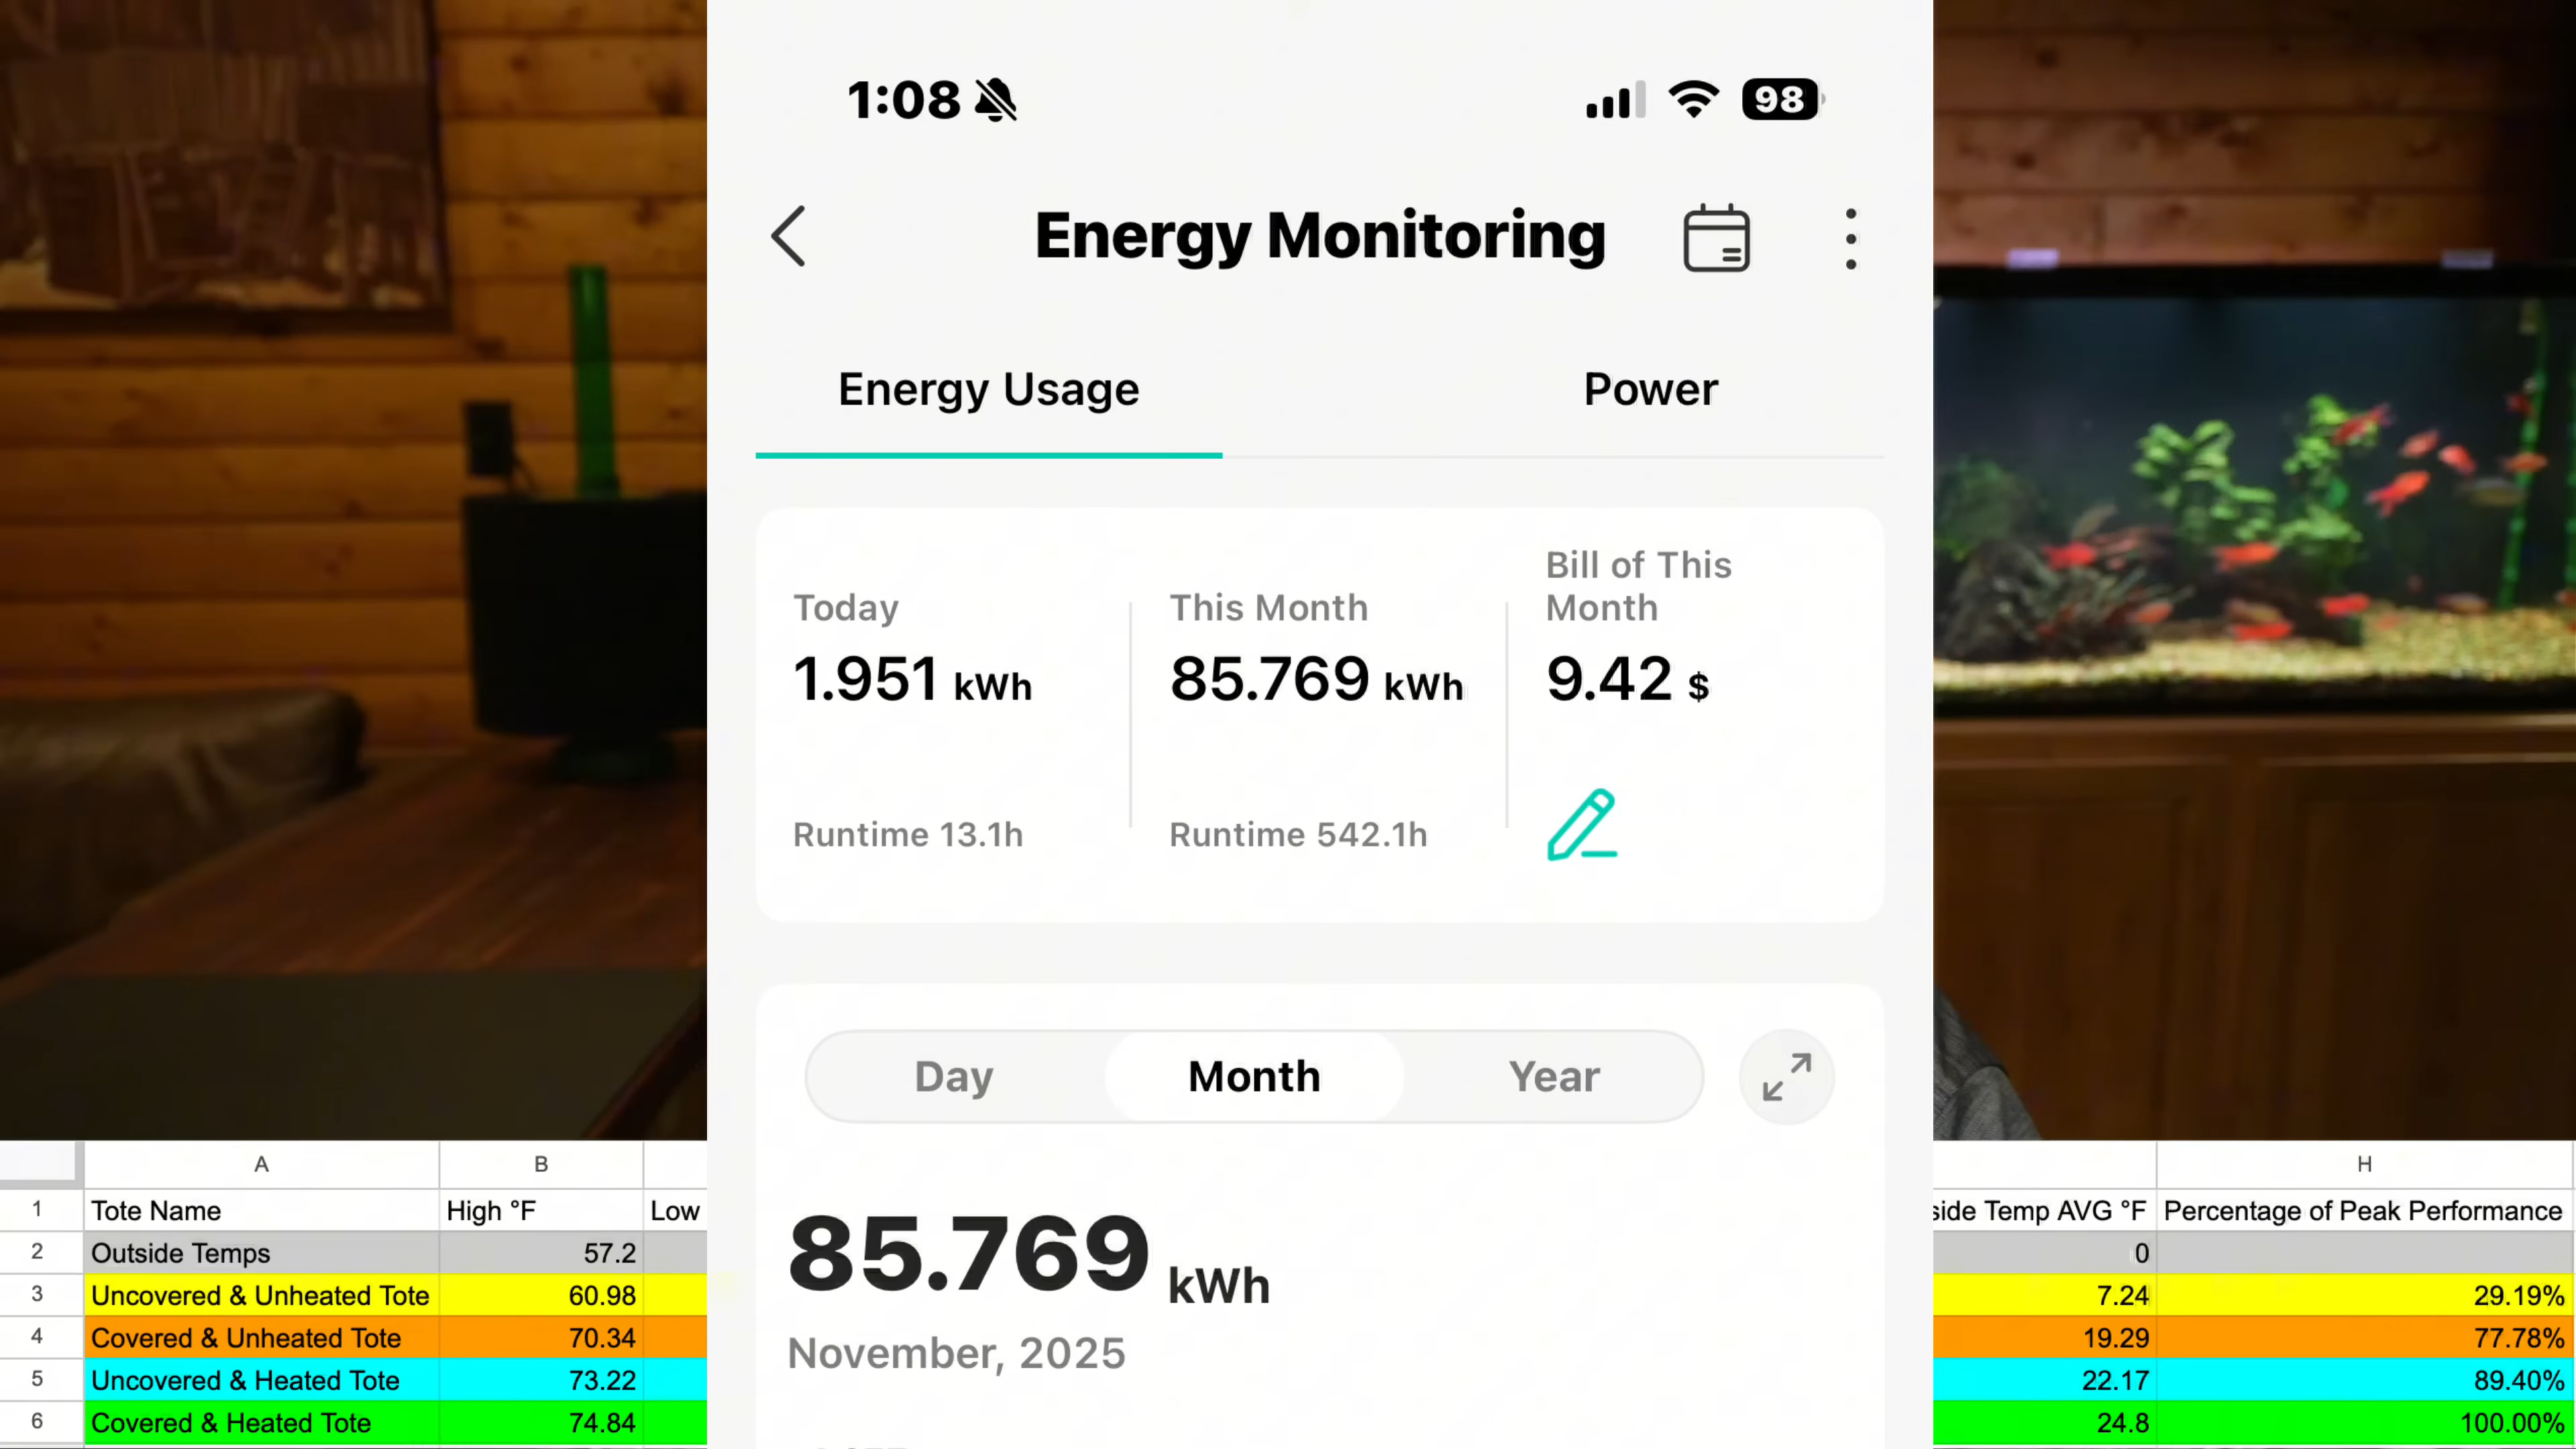 1:08 98
Energy Monitoring
Energy Usage Power
Today
1.951 kWh
Runtime 13.1h
This Month
85.769 kWh
Runtime 542.1h
Bill of This
Month
9.42 $
Day Month Year
85.769 kWh
November, 2025
A B H
1 Tote Name High °F Low side Temp AVG °F Percentage of Peak Performance
2 Outside Temps 57.2 0
3 Uncovered & Unheated Tote 60.98 7.24 29.19%
4 Covered & Unheated Tote 70.34 19.29 77.78%
5 Uncovered & Heated Tote 73.22 22.17 89.40%
6 Covered & Heated Tote 74.84 24.8 100.00%